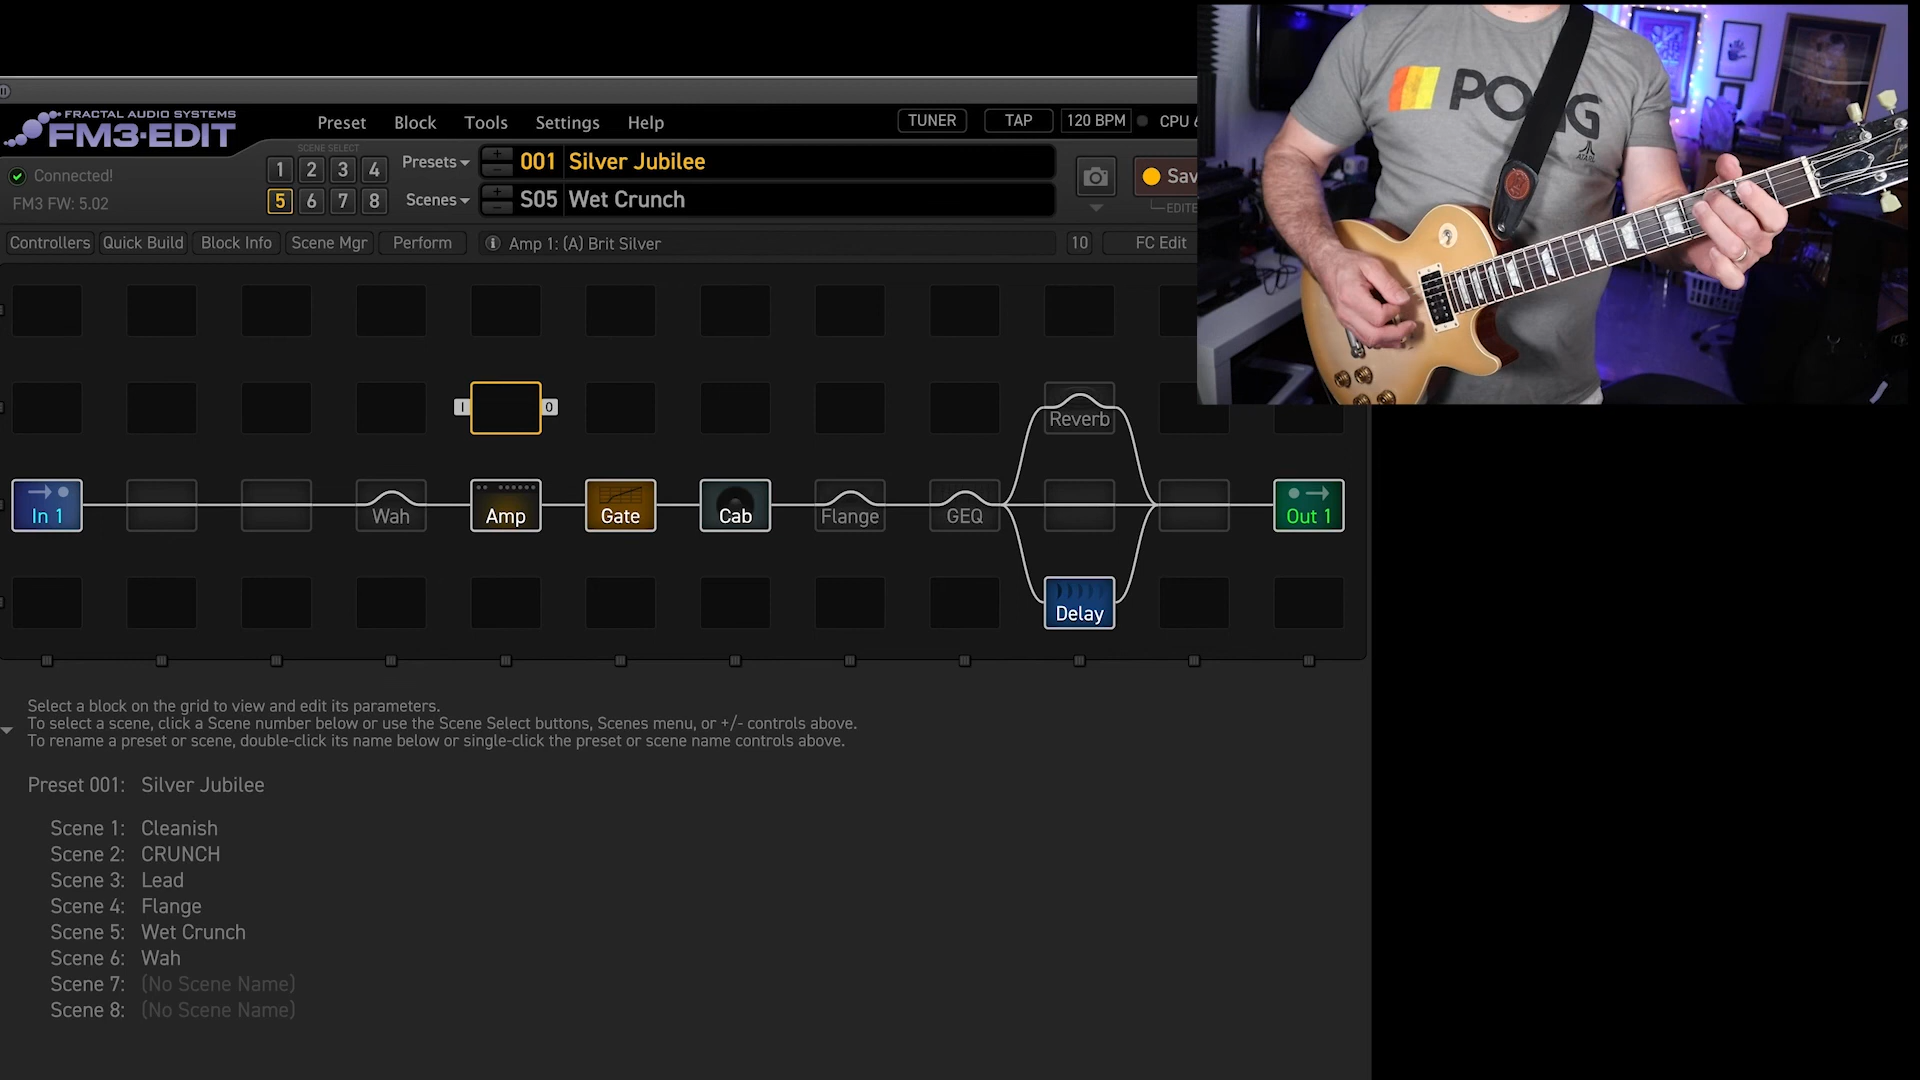 FRACTAL AUDIO SYSTEMS
FM3-EDIT
Preset Block Tools Settings Help
TUNER TAP 120 BPM CPU 6
SCENE SELECT
1 2 3 4
Presets + - 001 Silver Jubilee
Connected!
Sav
FM3 FW: 5.02
5 6 7 8
Scenes + - S05 Wet Crunch
EDITE
Controllers Quick Build Block Info Scene Mgr Perform Amp 1: (A) Brit Silver 10 FC Edit
PONG
ATARI
I O
Reverb
In 1 Wah Amp Gate Cab Flange GEQ Out 1
Delay
Select a block on the grid to view and edit its parameters.
To select a scene, click a Scene number below or use the Scene Select buttons, Scenes menu, or +/- controls above.
To rename a preset or scene, double-click its name below or single-click the preset or scene name controls above.
Preset 001: Silver Jubilee
Scene 1: Cleanish
Scene 2: CRUNCH
Scene 3: Lead
Scene 4: Flange
Scene 5: Wet Crunch
Scene 6: Wah
Scene 7: (No Scene Name)
Scene 8: (No Scene Name)